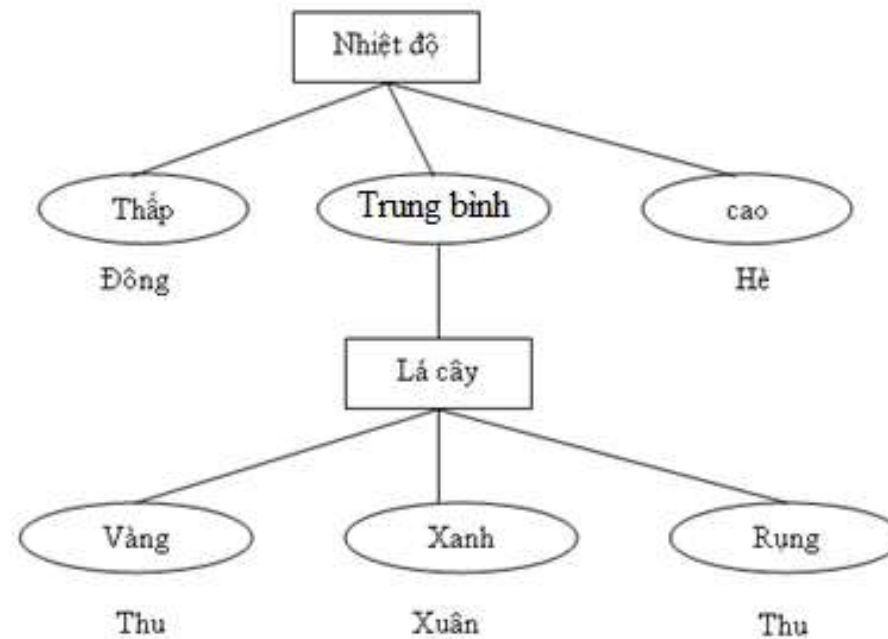 Nhiệt độ
Thấp
Trung bình
cao
Đông
Hè
Lá cây
Vàng
Xanh
Rụng
Thu
Xuân
Thu